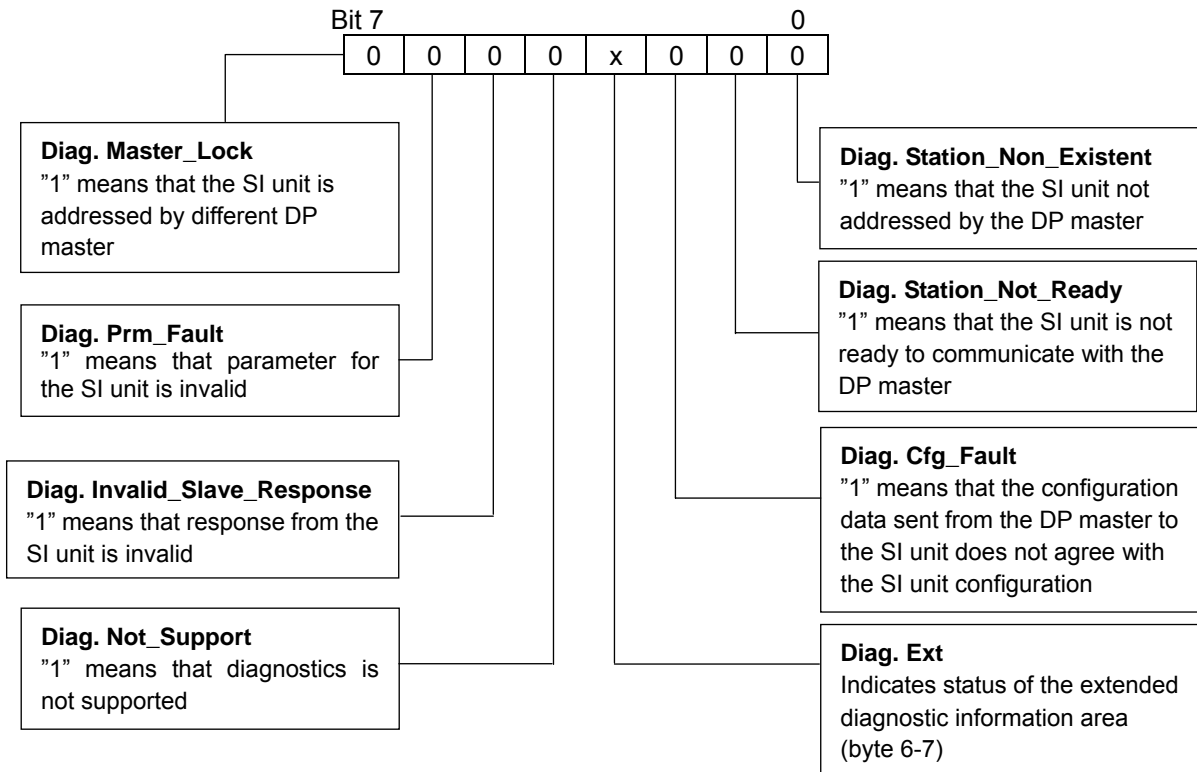 Bit 7 0
0 0 0 0 x 0 0 0
Diag. Master_Lock
”1” means that the SI unit is
addressed by different DP
master
Diag. Prm_Fault
”1” means that parameter for
the SI unit is invalid
Diag. Invalid_Slave_Response
”1” means that response from the
SI unit is invalid
Diag. Not_Support
”1” means that diagnostics is
not supported
Diag. Station_Non_Existent
”1” means that the SI unit not
addressed by the DP master
Diag. Station_Not_Ready
”1” means that the SI unit is not
ready to communicate with the
DP master
Diag. Cfg_Fault
”1” means that the configuration
data sent from the DP master to
the SI unit does not agree with
the SI unit configuration
Diag. Ext
Indicates status of the extended
diagnostic information area
(byte 6-7)